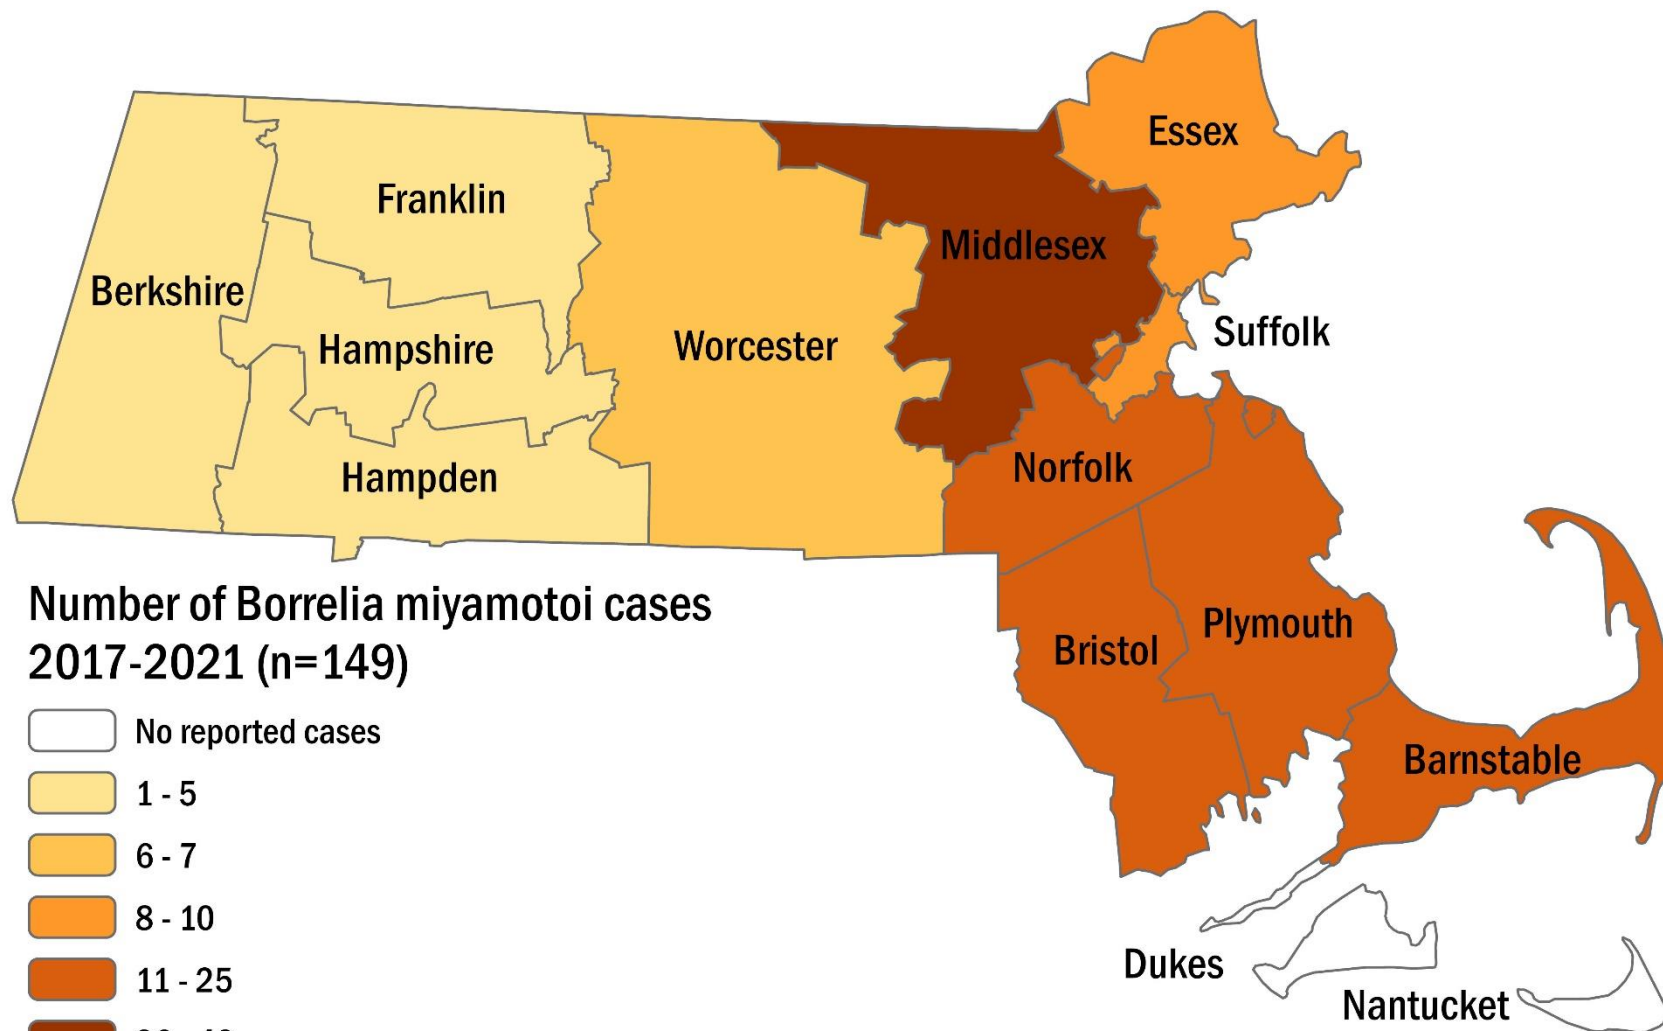 Essex
Franklin
Middlesex
Berkshire
Suffolk
Hampshire
Worcester
Norfolk
Hampden
Number of Borrelia miyamotoi cases
2017-2021 (n=149)
Plymouth
Bristol
No reported cases
Barnstable
1 - 5
6 - 7
8 - 10
Dukes
11 - 25
Nantucket